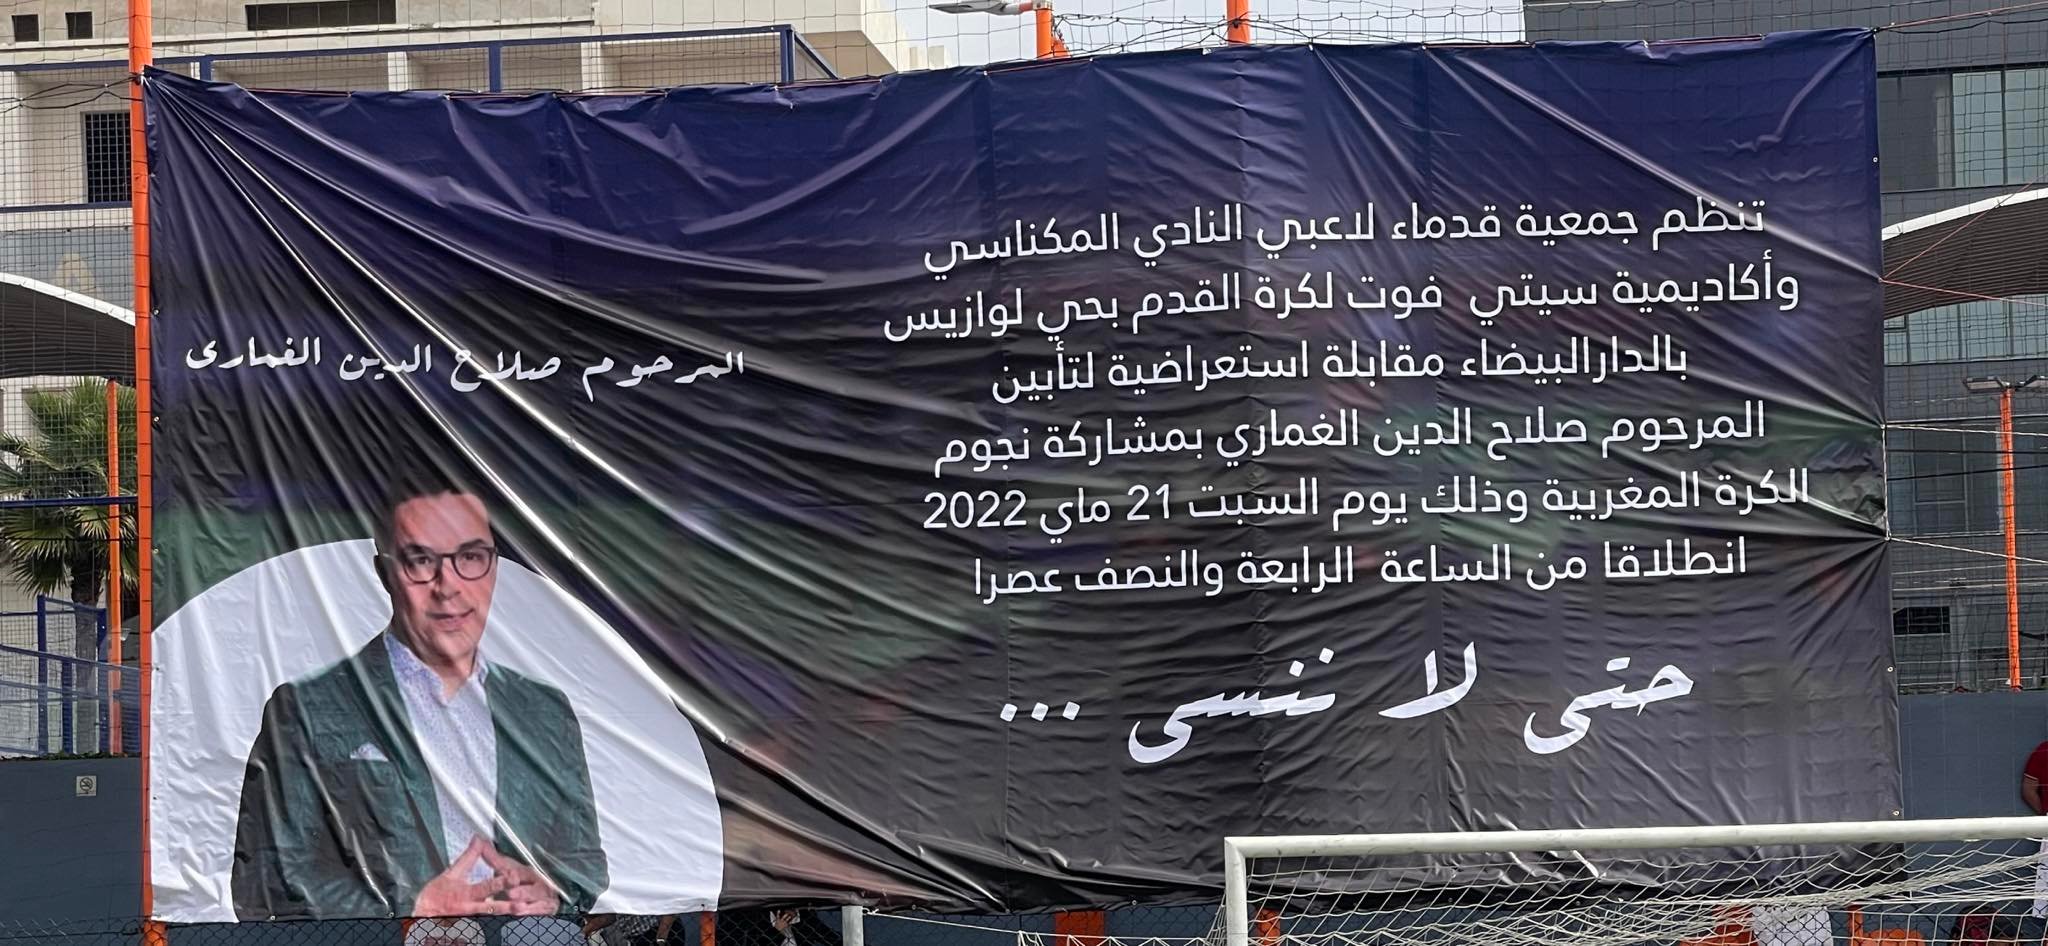 تنظم جمعية قدماء لاعبي النادي المكناسي
وأكاديمية سيتي فوت لكرة القدم بحي لوازيس
بالدارالبيضاء مقابلة استعراضية لتأبين
المرحوم صلاح الدين الغماري بمشاركة نجوم
الكرة المغربية وذلك يوم السبت 21 ماي 2022
انطلاقا من الساعة الرابعة والنصف عصرا
حتى لا ننسى ...
المرحوم صلاح الدين الغمارى